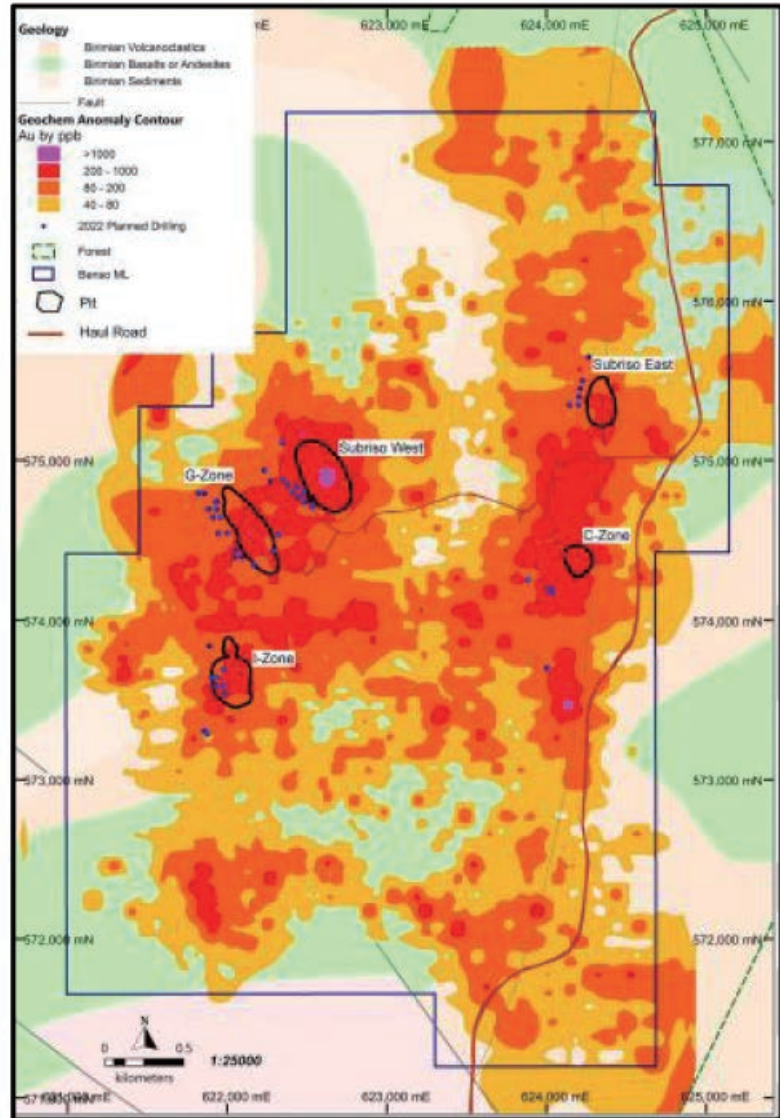 Geology
Birimian Volcanoclastics
Birimian Basalts or Andesites
Birimian Sediments
Fault
Geochem Anomaly Contour
Au by ppb
>1000
200 - 1000
80 - 200
40 - 80
2022 Planned Drilling
Forest
Benso ML
Pit
Haul Road
mE
623,000 mE
624,000 mE
625,000 mE
577,000 mN
576,000 mN
Subriso East
575,000 mN
Subriso West
575,000 mN
G-Zone
C-Zone
574,000 mN
574,000 mN
I-Zone
573,000 mN
573,000 mN
572,000 mN
572,000 mN
N
0
0.5
1:25000
kilometers
000 mE
622,000 mE
623,000 mE
624,000 mE
625,000 mE